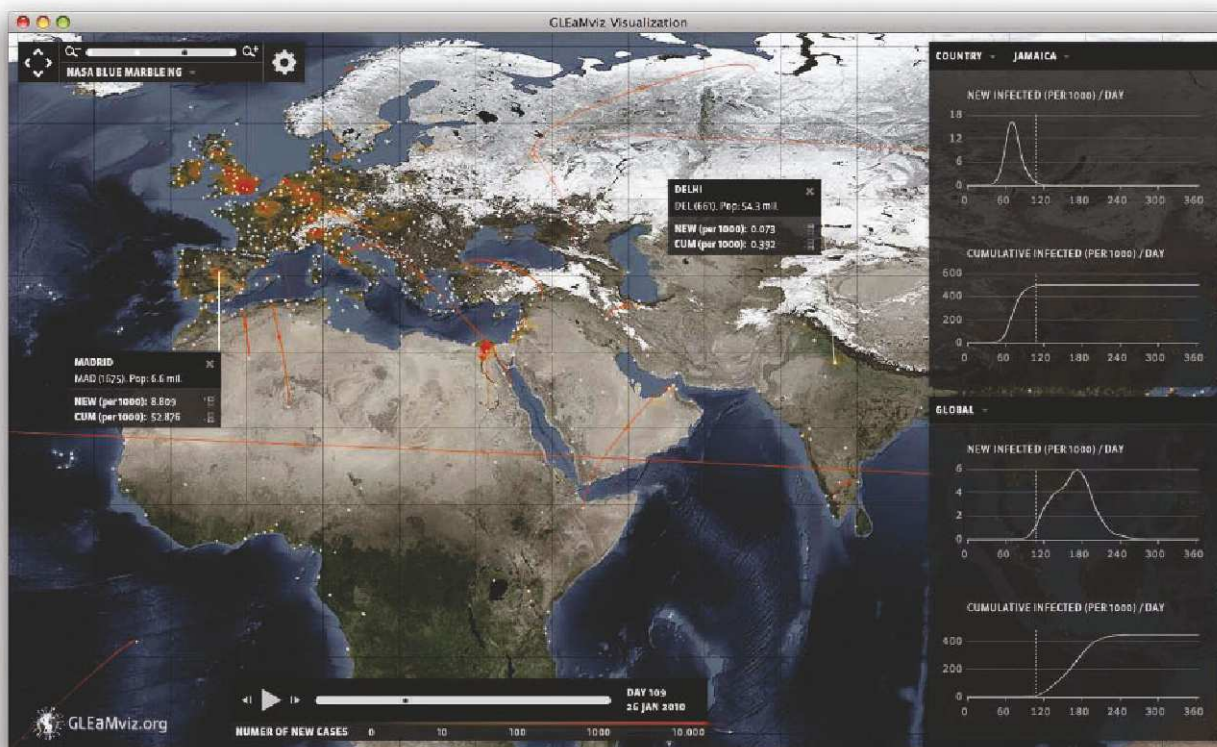 GLEaMviz Visualization
NASA BLUE MARBLE NG
COUNTRY JAMAICA
NEW INFECTED (PER 1000) / DAY
18
12
6
0
0 60 120 180 240 300 360
CUMULATIVE INFECTED (PER 1000) / DAY
600
400
200
0
0 60 120 180 240 300 360
DELHI
DEL (661). Pop: 54.3 mil.
NEW (per 1000): 0.073
CUM (per 1000): 0.392
MADRID
MAD (1675). Pop: 6.6 mil.
NEW (per 1000): 8.809
CUM (per 1000): 52.876
GLOBAL
NEW INFECTED (PER 1000) / DAY
6
4
2
0
0 60 120 180 240 300 360
CUMULATIVE INFECTED (PER 1000) / DAY
400
200
0
0 60 120 180 240 300 360
DAY 109
26 JAN 2010
NUMER OF NEW CASES 0 10 100 1000 10.000
GLEaMviz.org